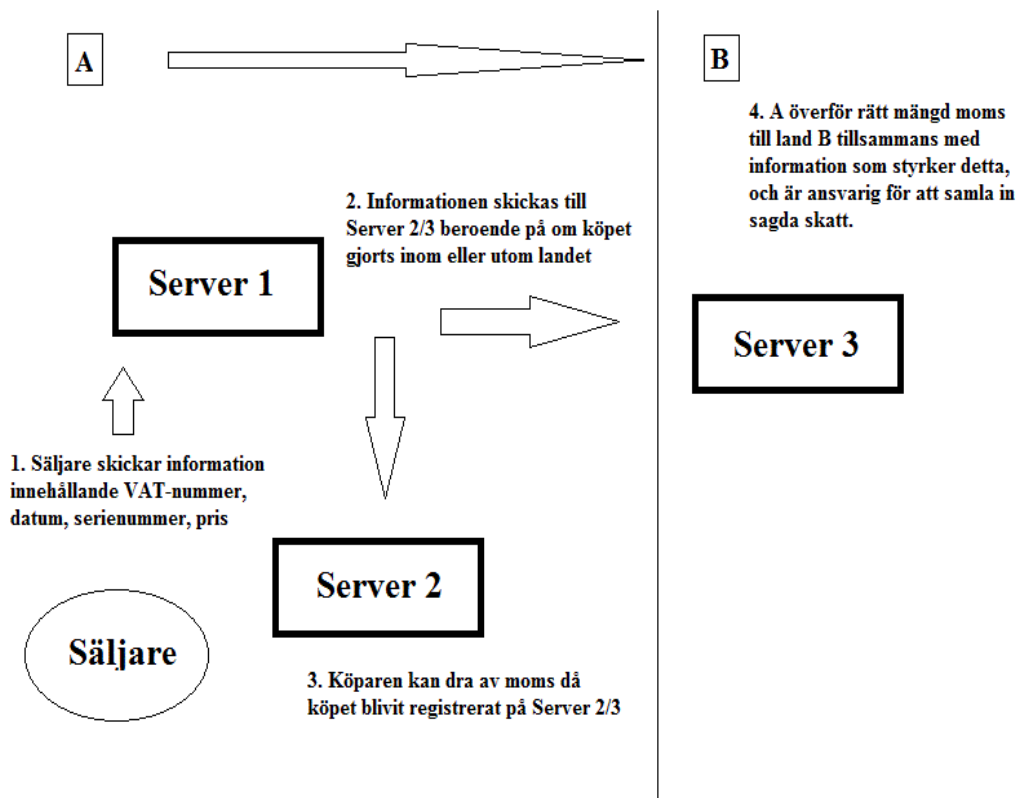 A
B
4. A överför rätt mängd moms
till land B tillsammans med
information som styrker detta,
och är ansvarig för att samla in
sagda skatt.
2. Informationen skickas till
Server 2/3 beroende på om köpet
gjorts inom eller utom landet
Server 1
Server 3
1. Säljare skickar information
innehållande VAT-nummer,
datum, serienummer, pris
Server 2
Säljare
3. Köparen kan dra av moms då
köpet blivit registrerat på Server 2/3